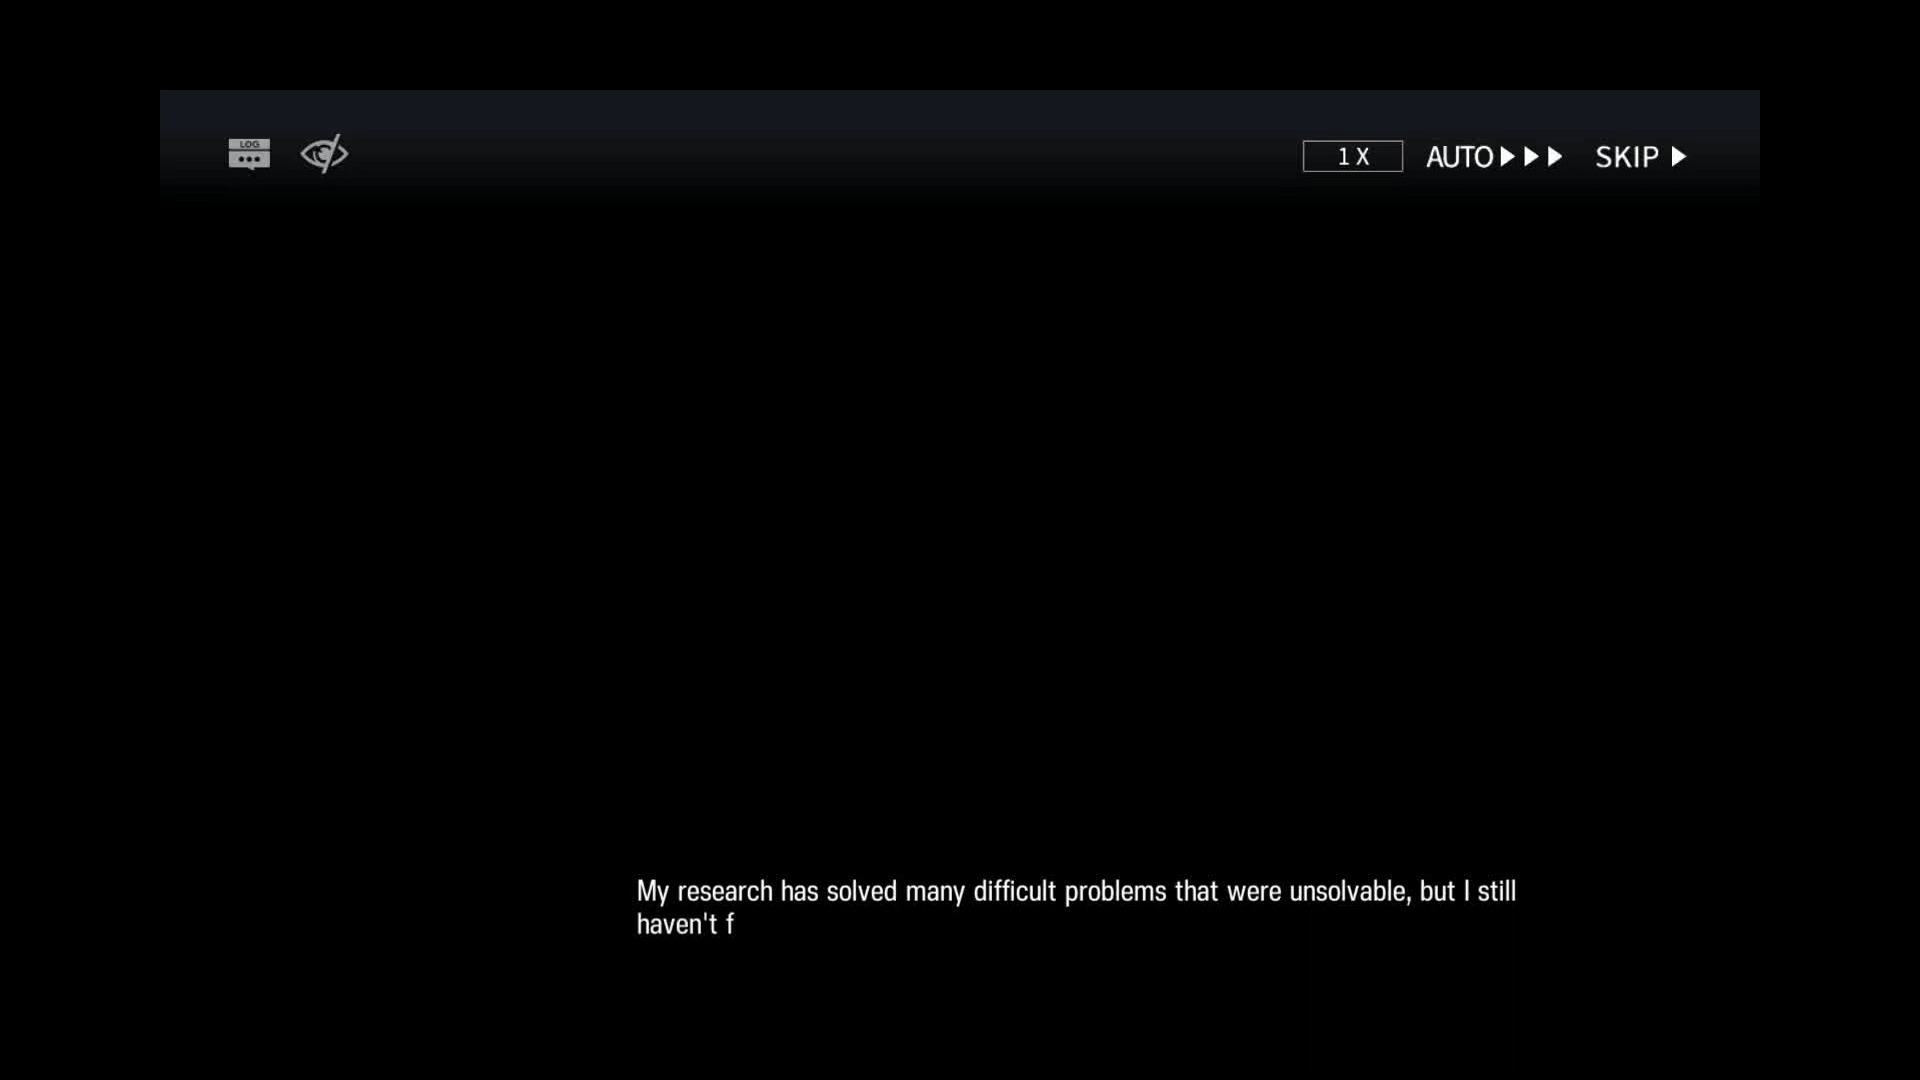 LOG
1 X AUTO SKIP
My research has solved many difficult problems that were unsolvable, but I still
haven't f